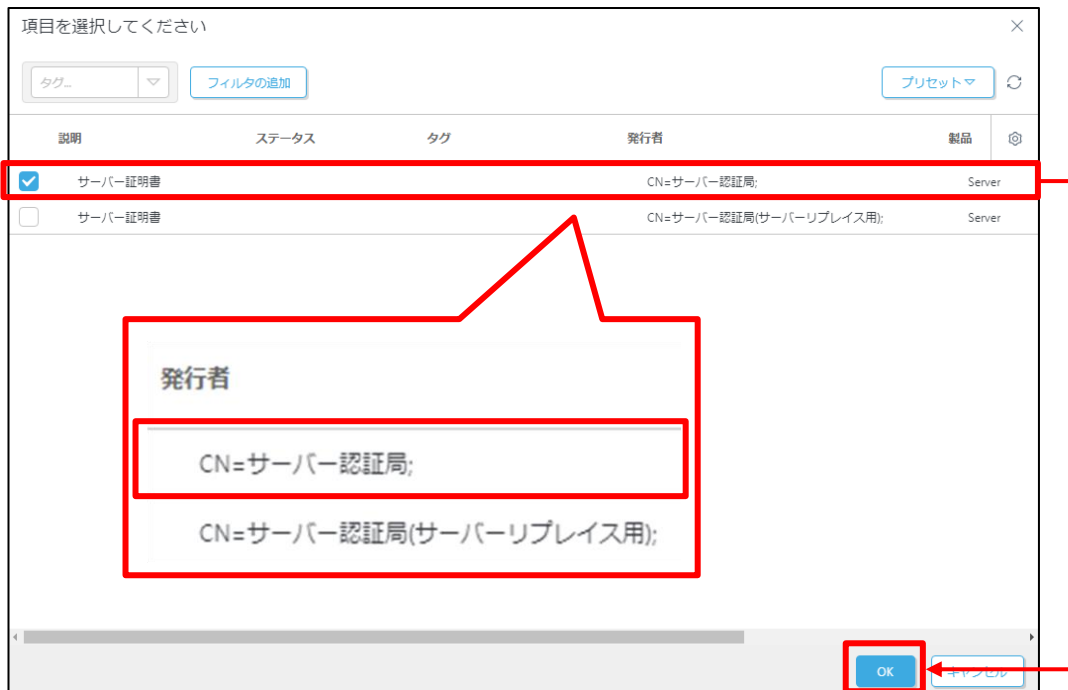 項目を選択してください
タグ... フィルタの追加 プリセット
説明 ステータス タグ 発行者 製品
サーバー証明書 CN=サーバー認証局; Server
サーバー証明書 CN=サーバー認証局(サーバーリプレイス用); Server
発行者
CN=サーバー認証局;
CN=サーバー認証局(サーバーリプレイス用);
OK キャンセル